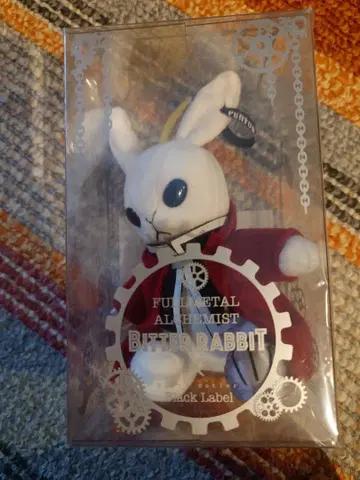 FULLMETAL
ALCHEMIST
BITTER RABBIT
×
Black Label